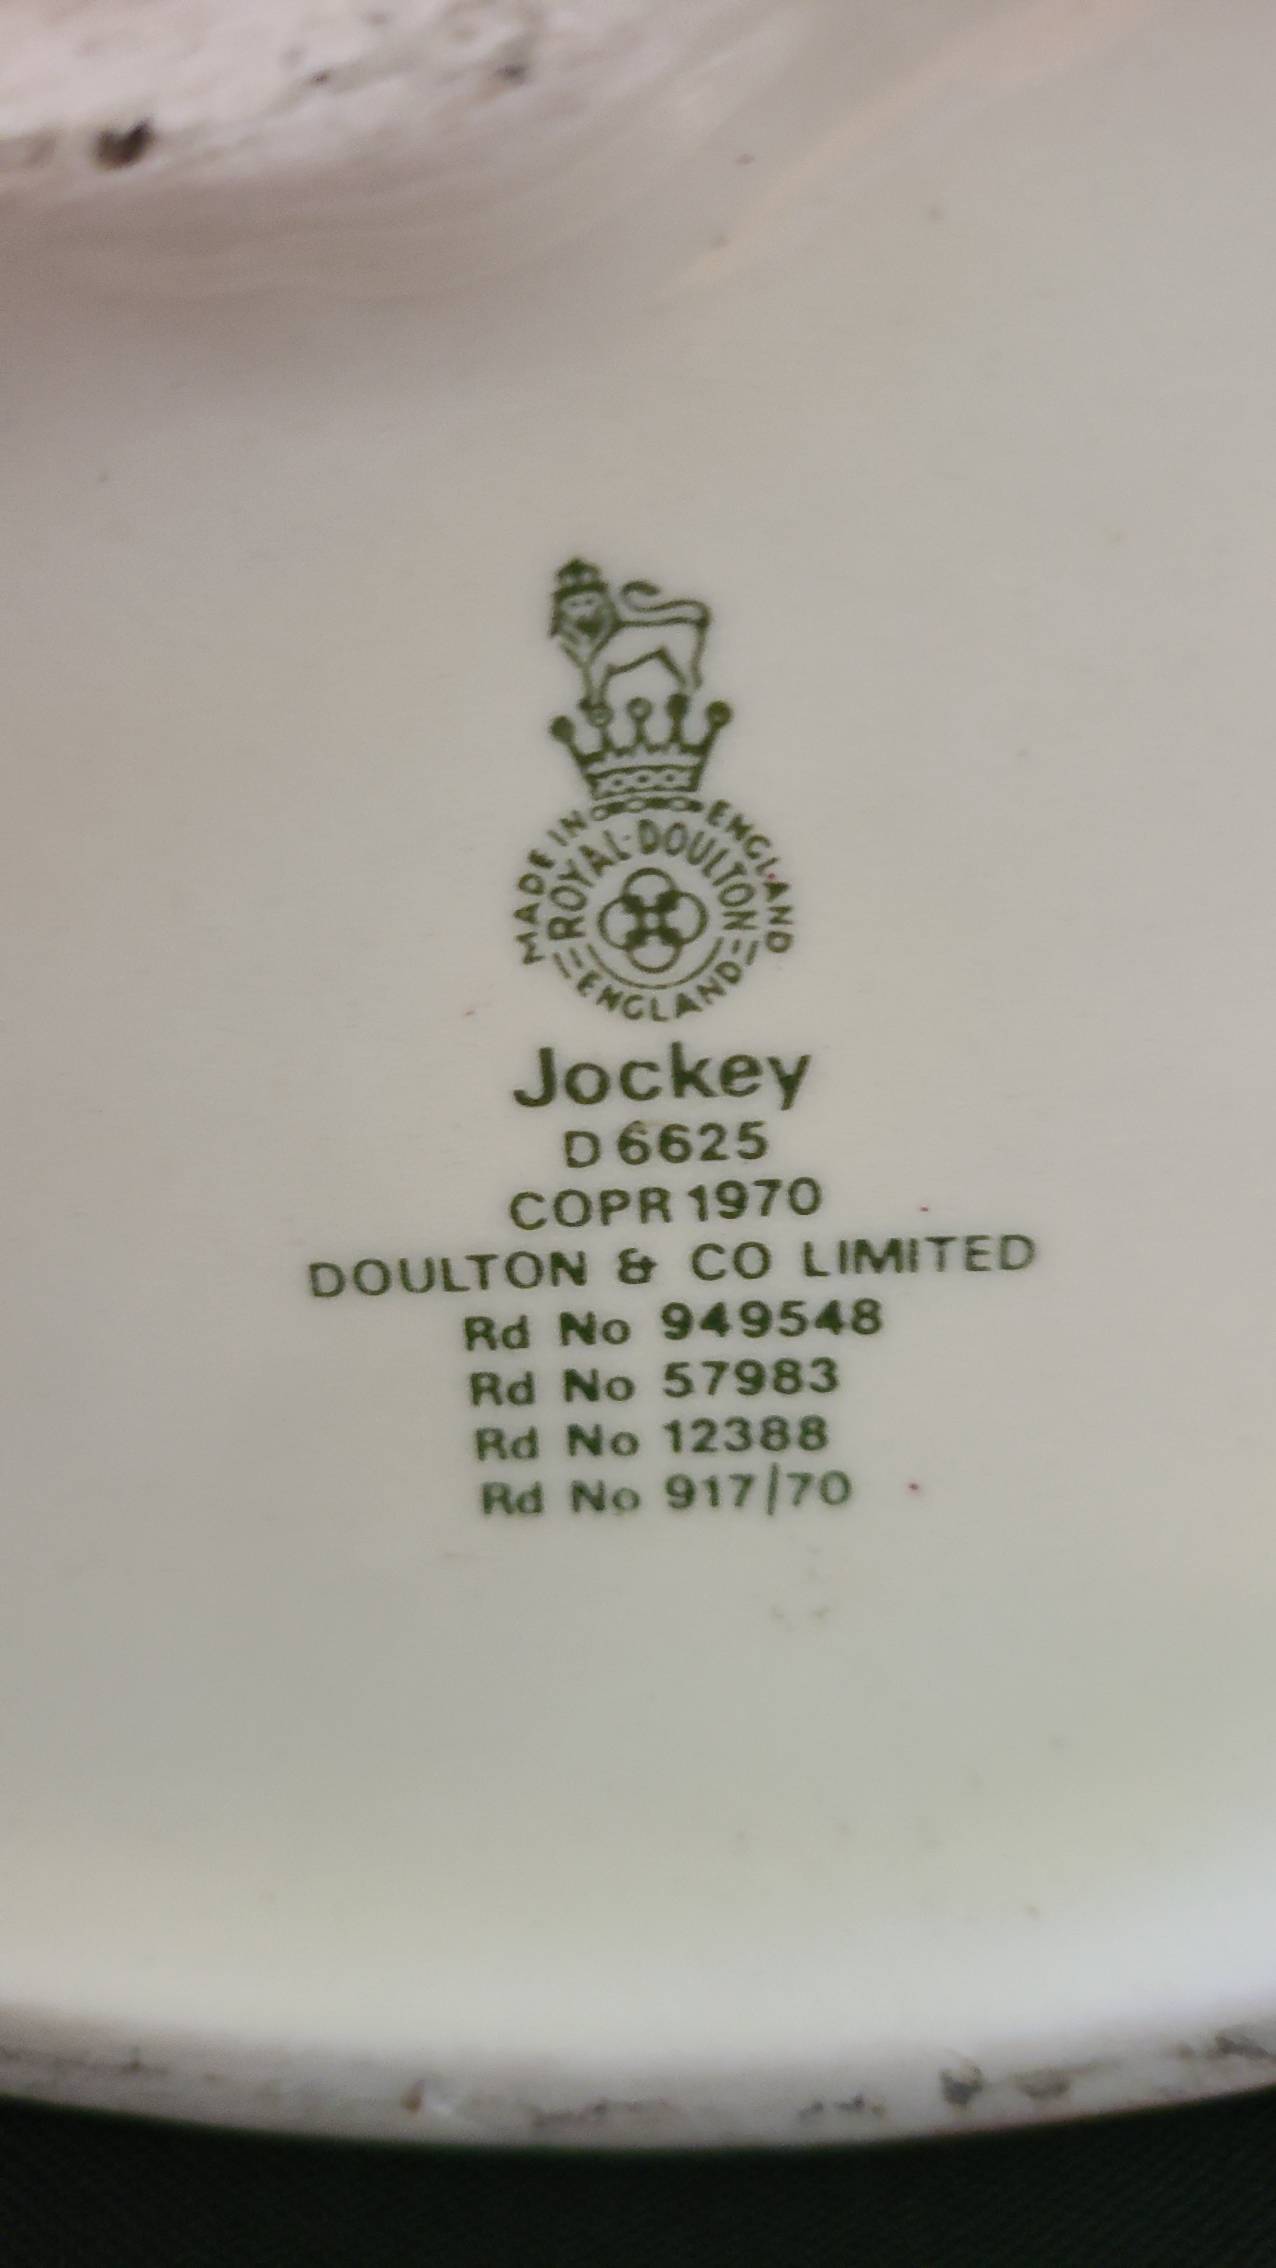 MADE IN ENGLAND
ROYAL·DOULTON
ENGLAND
Jockey
D 6625
COPR 1970
DOULTON & CO LIMITED
Rd No 949548
Rd No 57983
Rd No 12388
Rd No 917/70